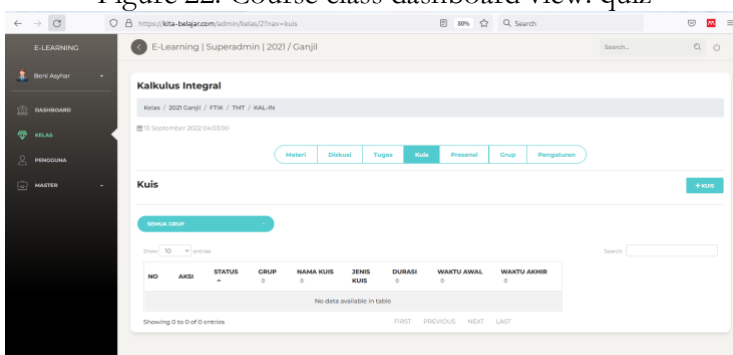 Figure 22. Course class dashboard view: quiz
https://kita-belajar.com/admin/kelas/2?nav=kuis
80%
Search
E-LEARNING
E-Learning | Superadmin | 2021 / Ganjil
Search...
Beni Asyhar
Kalkulus Integral
DASHBOARD
Kelas / 2021 Ganjil / FTIK / TMT / KAL-IN
KELAS
13 September 2022 04:03:00
PENGGUNA
Materi Diskusi Tugas Kuis Presensi Grup Pengaturan
MASTER
Kuis
+ KUIS
SEMUA GRUP
Show 10 entries
Search:
NO AKSI STATUS GRUP NAMA KUIS JENIS KUIS DURASI WAKTU AWAL WAKTU AKHIR
No data available in table
Showing 0 to 0 of 0 entries
FIRST PREVIOUS NEXT LAST